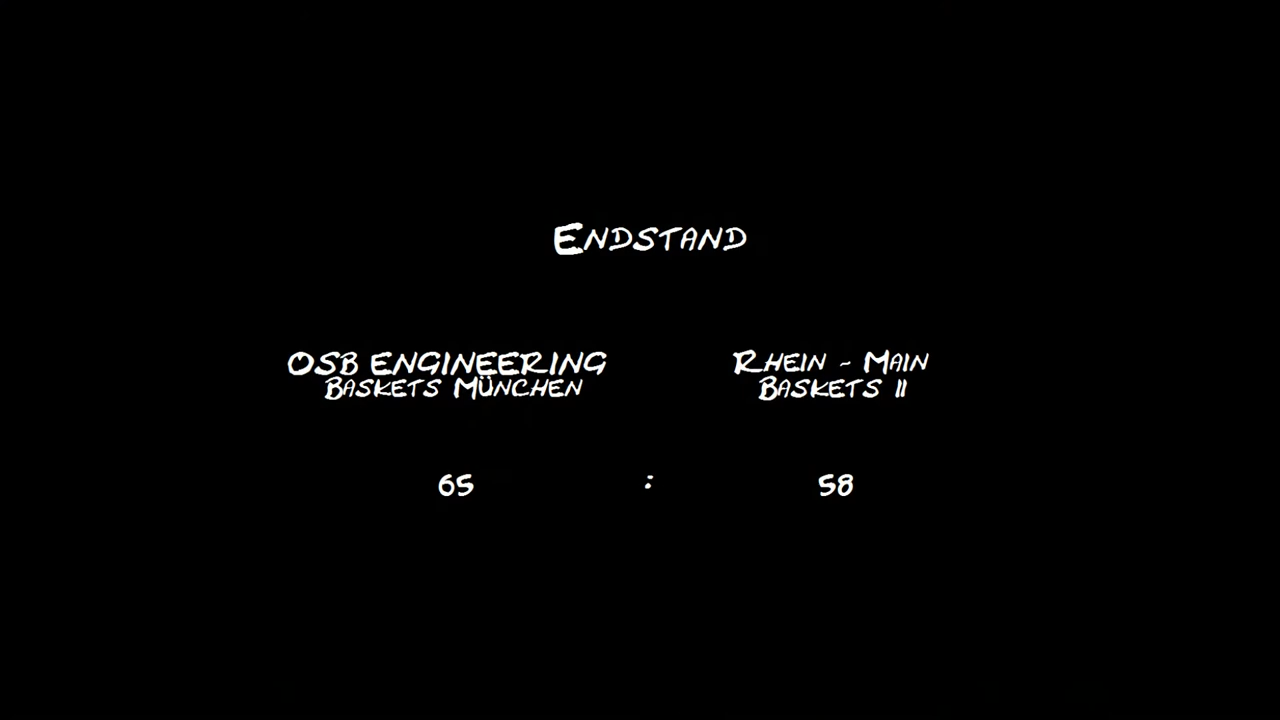 Endstand
OSB ENGINEERING Rhein - Main
Baskets München Baskets II
65 : 58